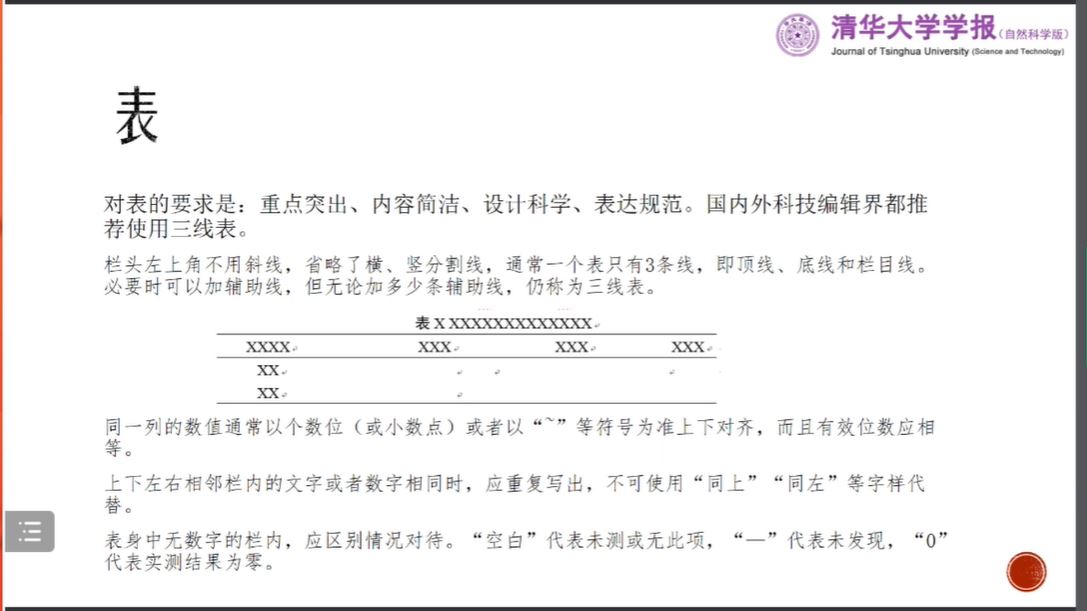 清华大学学报(自然科学版)
Journal of Tsinghua University (Science and Technology)
表
对表的要求是：重点突出、内容简洁、设计科学、表达规范。国内外科技编辑界都推
荐使用三线表。
栏头左上角不用斜线，省略了横、竖分割线，通常一个表只有3条线，即顶线、底线和栏目线。
必要时可以加辅助线，但无论加多少条辅助线，仍称为三线表。
表 X XXXXXXXXXXXXX
XXXX XXX XXX XXX
XX
XX
同一列的数值通常以个数位（或小数点）或者以“~”等符号为准上下对齐，而且有效位数应相
等。
上下左右相邻栏内的文字或者数字相同时，应重复写出，不可使用“同上”“同左”等字样代
替。
表身中无数字的栏内，应区别情况对待。“空白”代表未测或无此项，“—”代表未发现，“0”
代表实测结果为零。